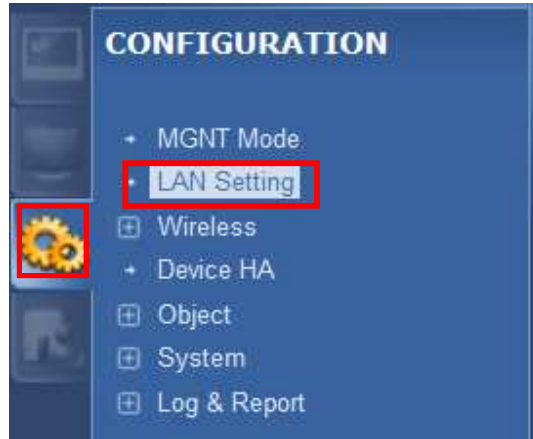 CONFIGURATION
MGNT Mode
LAN Setting
Wireless
Device HA
Object
System
Log & Report